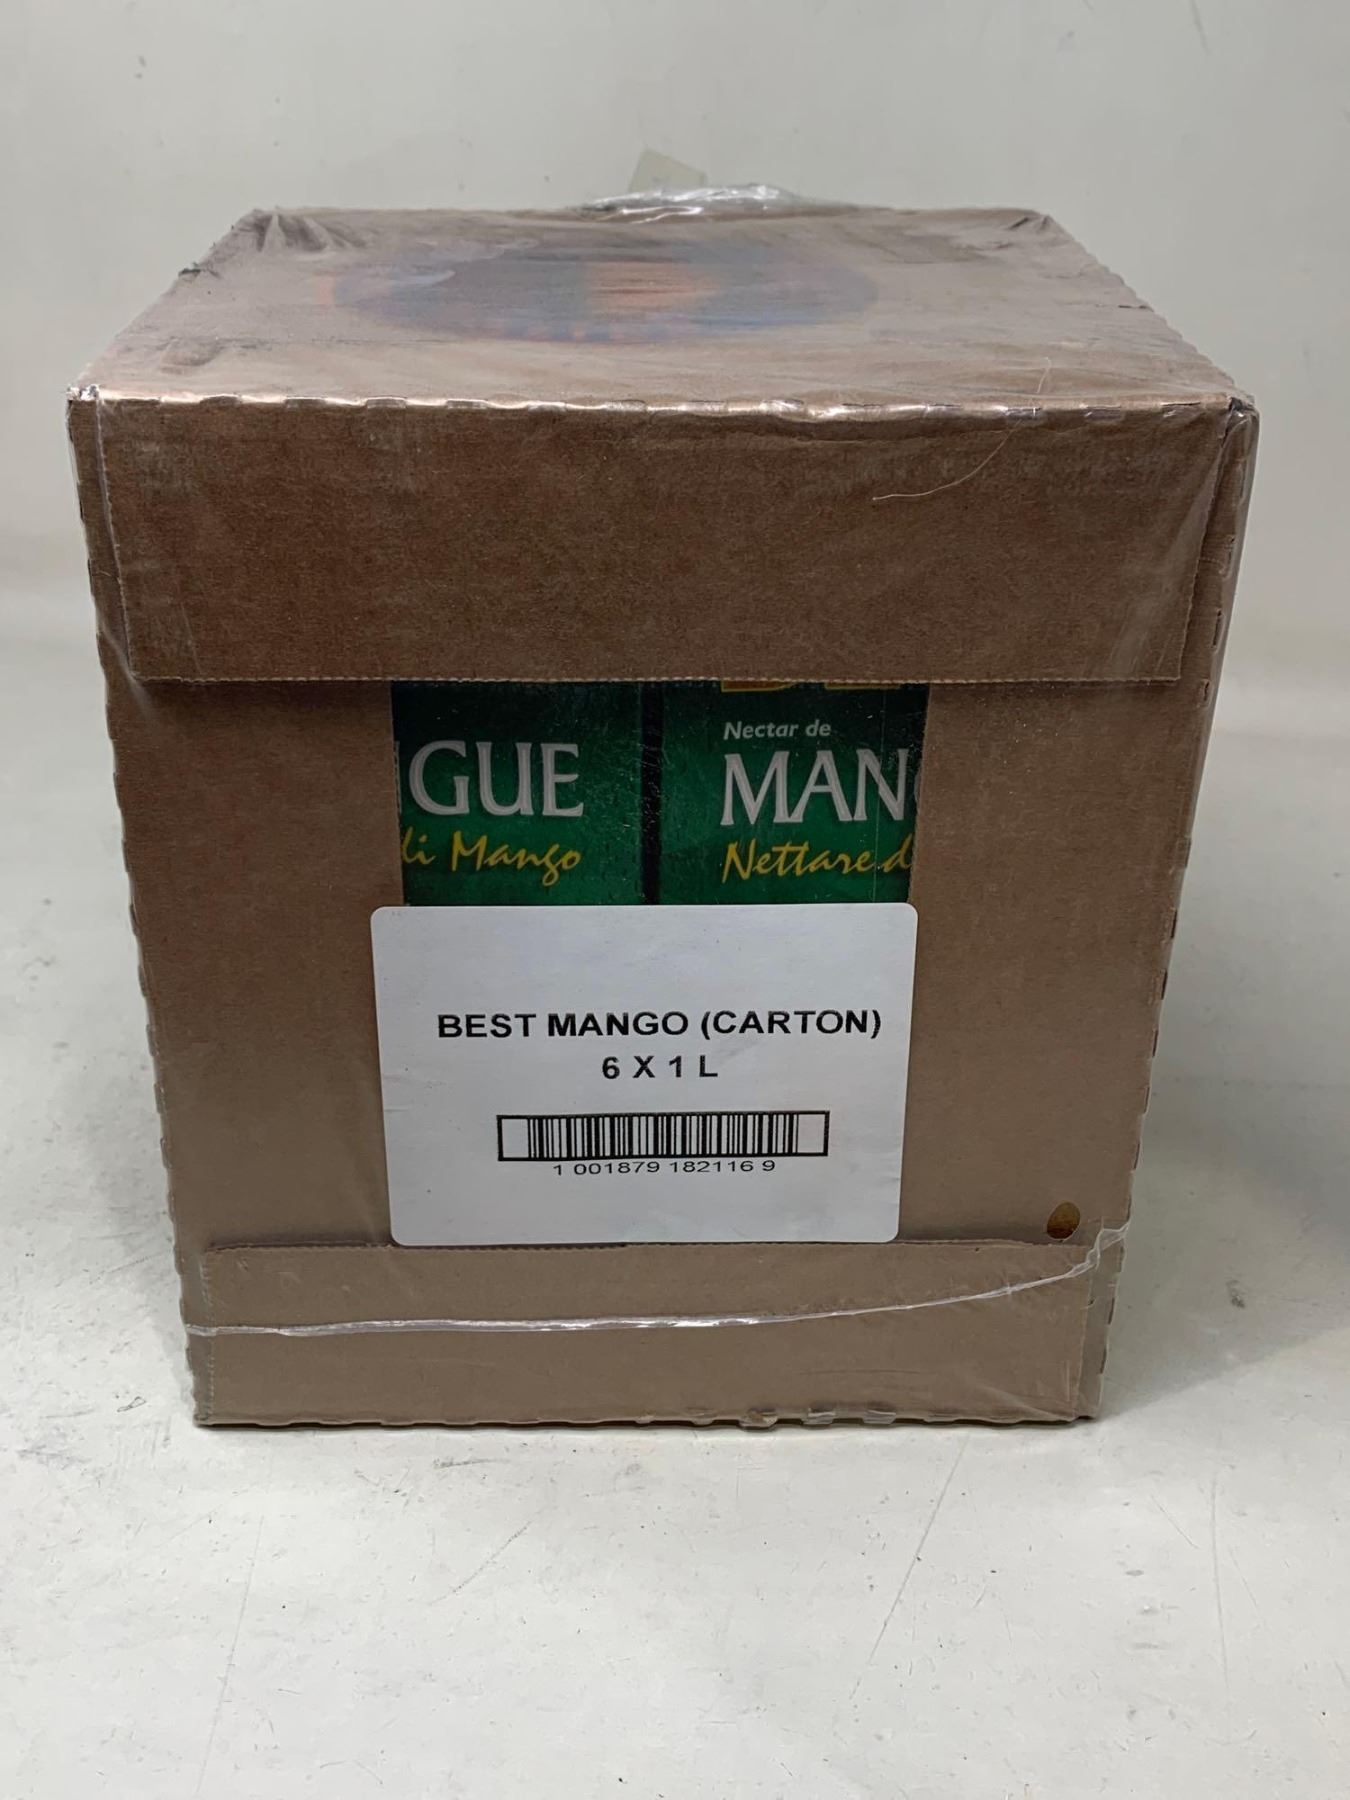 GUE
di Mango
Nectar de
MAN
Nettare d
BEST MANGO (CARTON)
6 X 1 L
1 001879 182116 9